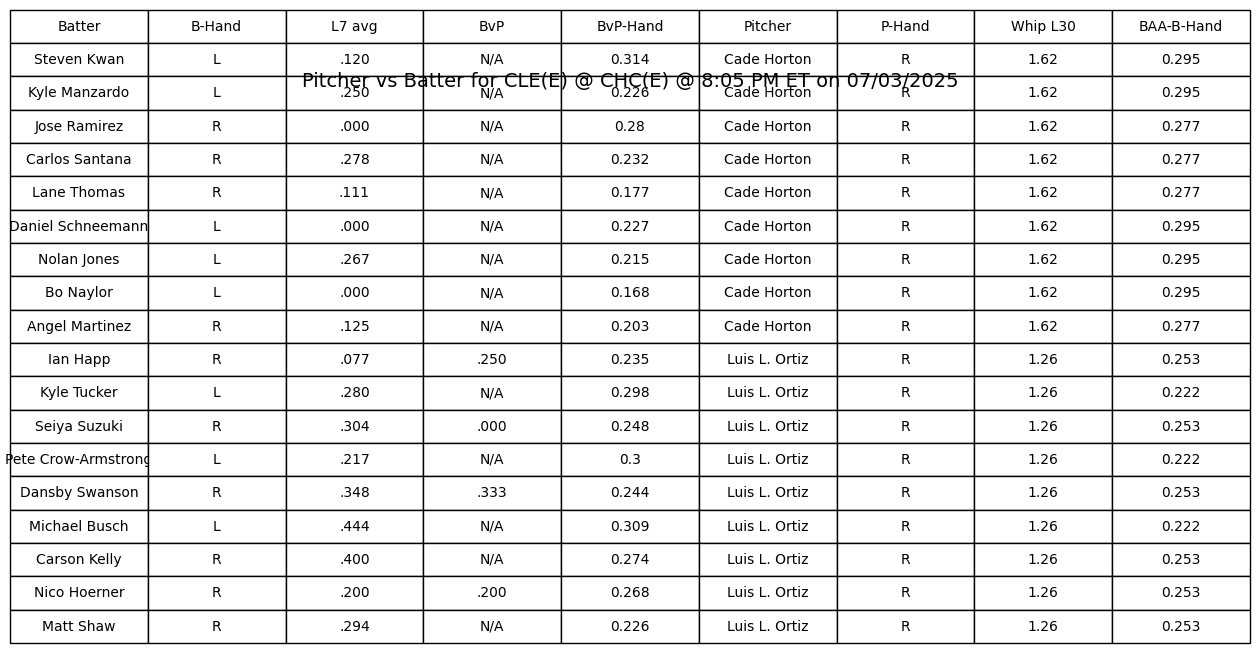 Batter B-Hand L7 avg BvP BvP-Hand Pitcher P-Hand Whip L30 BAA-B-Hand
Steven Kwan L .120 N/A 0.314 Cade Horton R 1.62 0.295
Pitcher vs Batter for CLE(E) @ CHC(E) @ 8:05 PM ET on 07/03/2025
Kyle Manzardo L .250 N/A 0.226 Cade Horton R 1.62 0.295
Jose Ramirez R .000 N/A 0.28 Cade Horton R 1.62 0.277
Carlos Santana R .278 N/A 0.232 Cade Horton R 1.62 0.277
Lane Thomas R .111 N/A 0.177 Cade Horton R 1.62 0.277
Daniel Schneemann L .000 N/A 0.227 Cade Horton R 1.62 0.295
Nolan Jones L .267 N/A 0.215 Cade Horton R 1.62 0.295
Bo Naylor L .000 N/A 0.168 Cade Horton R 1.62 0.295
Angel Martinez R .125 N/A 0.203 Cade Horton R 1.62 0.277
Ian Happ R .077 .250 0.235 Luis L. Ortiz R 1.26 0.253
Kyle Tucker L .280 N/A 0.298 Luis L. Ortiz R 1.26 0.222
Seiya Suzuki R .304 .000 0.248 Luis L. Ortiz R 1.26 0.253
Pete Crow-Armstrong L .217 N/A 0.3 Luis L. Ortiz R 1.26 0.222
Dansby Swanson R .348 .333 0.244 Luis L. Ortiz R 1.26 0.253
Michael Busch L .444 N/A 0.309 Luis L. Ortiz R 1.26 0.222
Carson Kelly R .400 N/A 0.274 Luis L. Ortiz R 1.26 0.253
Nico Hoerner R .200 .200 0.268 Luis L. Ortiz R 1.26 0.253
Matt Shaw R .294 N/A 0.226 Luis L. Ortiz R 1.26 0.253